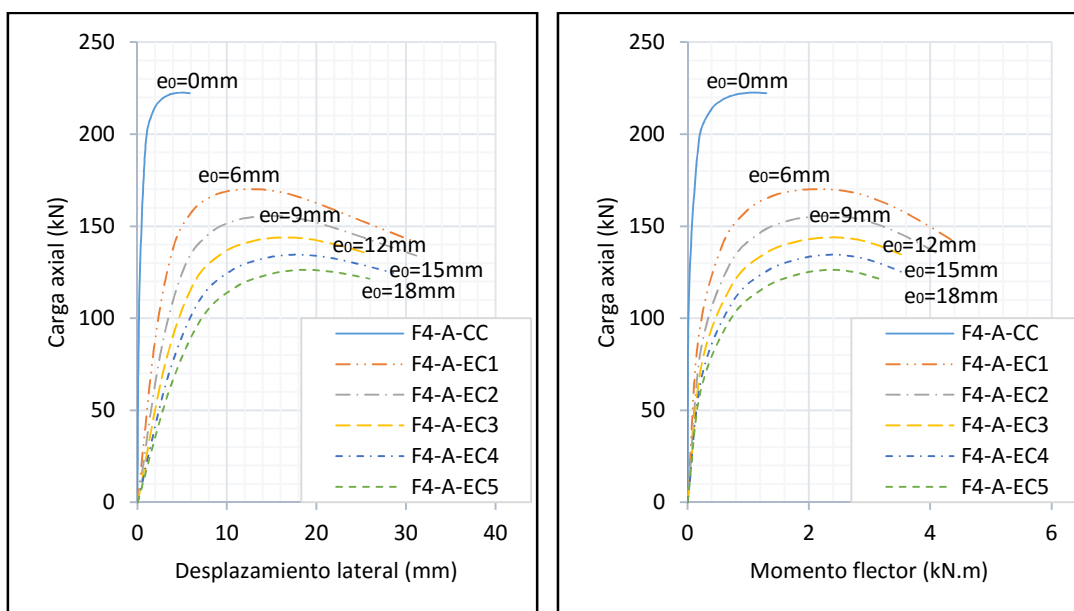 250
200
150
100
50
0
Carga axial (kN)
e0=0mm
e0=6mm
e0=9mm
e0=12mm
e0=15mm
e0=18mm
F4-A-CC
F4-A-EC1
F4-A-EC2
F4-A-EC3
F4-A-EC4
F4-A-EC5
0 10 20 30 40
Desplazamiento lateral (mm)
250
200
150
100
50
0
Carga axial (kN)
e0=0mm
e0=6mm
e0=9mm
e0=12mm
e0=15mm
e0=18mm
F4-A-CC
F4-A-EC1
F4-A-EC2
F4-A-EC3
F4-A-EC4
F4-A-EC5
0 2 4 6
Momento flector (kN.m)